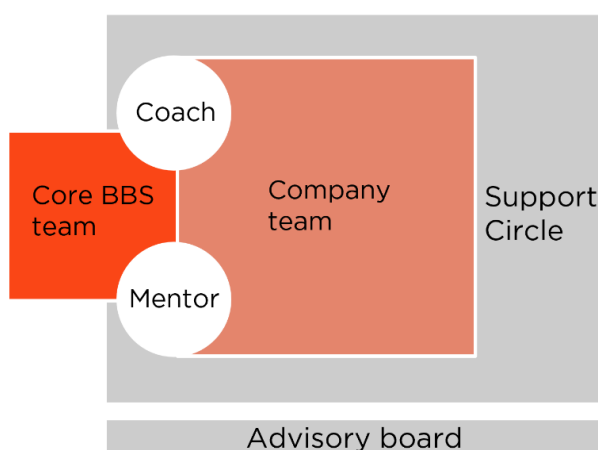 Coach
Core BBS
team
Company
team
Support
Circle
Mentor
Advisory board